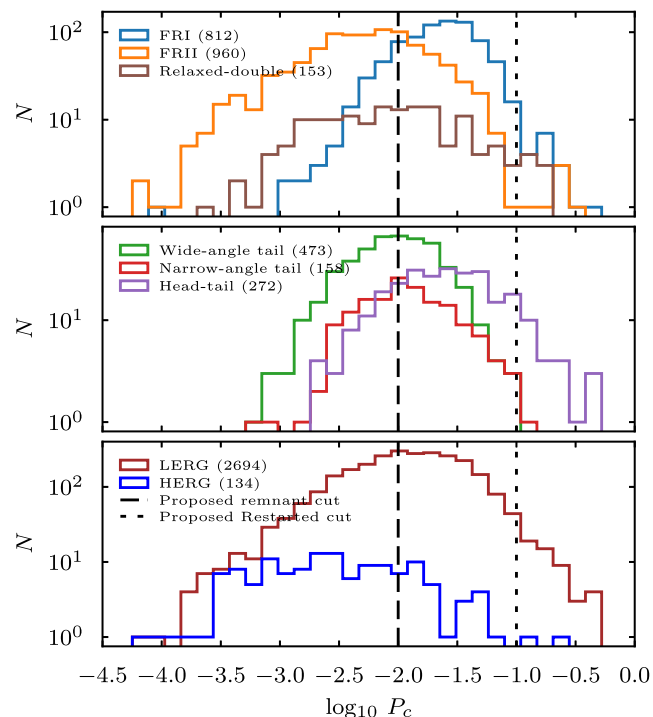 10²
10¹
10⁰
N
FRI (812)
FRII (960)
Relaxed-double (153)
10¹
10⁰
N
Wide-angle tail (473)
Narrow-angle tail (158)
Head-tail (272)
10²
10¹
10⁰
N
LERG (2694)
HERG (134)
Proposed remnant cut
Proposed Restarted cut
−4.5 −4.0 −3.5 −3.0 −2.5 −2.0 −1.5 −1.0 −0.5 0.0
log₁₀ P_c